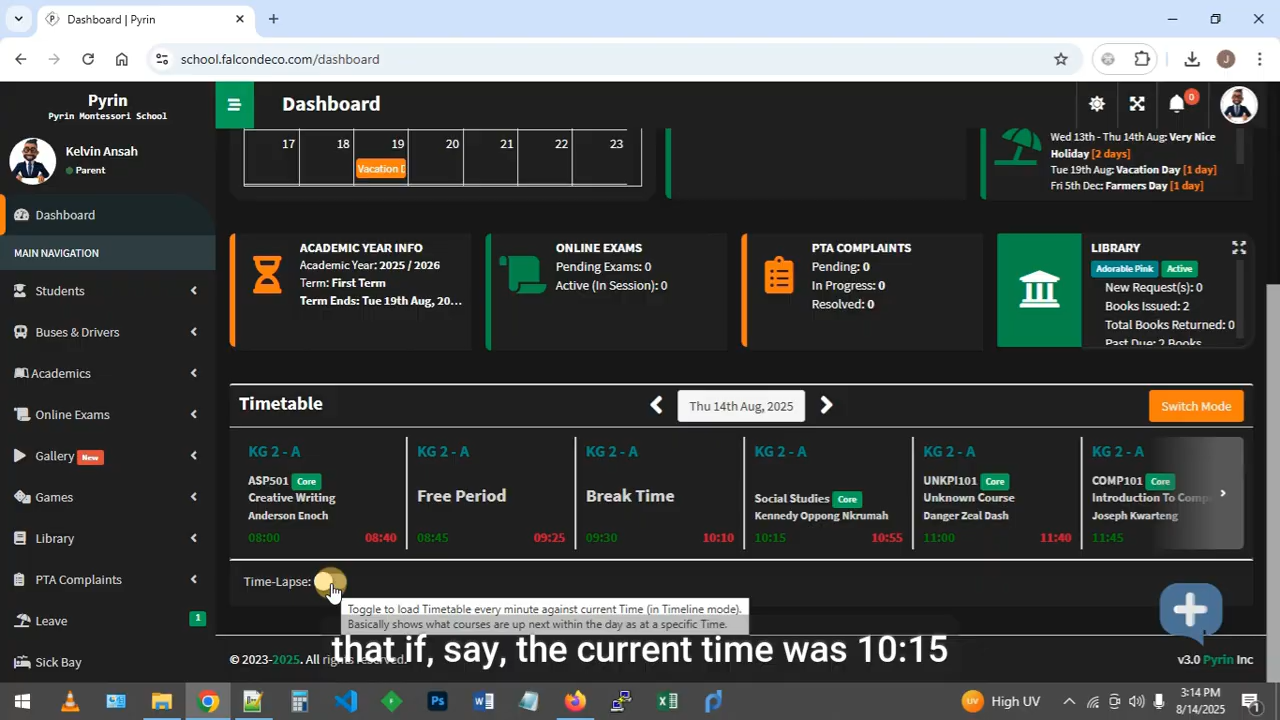 Dashboard | Pyrin
school.falcondeco.com/dashboard
J
Pyrin
Pyrin Montessori School
Kelvin Ansah
Parent
Dashboard
MAIN NAVIGATION
Students
Buses & Drivers
Academics
Online Exams
Gallery New
Games
Library
PTA Complaints
Leave 1
Sick Bay
Dashboard
0
17 18 19 20 21 22 23
Vacation
Wed 13th - Thu 14th Aug: Very Nice
Holiday [2 days]
Tue 19th Aug: Vacation Day [1 day]
Fri 5th Dec: Farmers Day [1 day]
ACADEMIC YEAR INFO
Academic Year: 2025 / 2026
Term: First Term
Term Ends: Tue 19th Aug, 20...
ONLINE EXAMS
Pending Exams: 0
Active (In Session): 0
PTA COMPLAINTS
Pending: 0
In Progress: 0
Resolved: 0
LIBRARY
Adorable Pink Active
New Request(s): 0
Books Issued: 2
Total Books Returned: 0
Past Due: 2 Books
Timetable
Thu 14th Aug, 2025
Switch Mode
KG 2 - A
ASP501 Core
Creative Writing
Anderson Enoch
08:00 08:40
KG 2 - A
Free Period
08:45 09:25
KG 2 - A
Break Time
09:30 10:10
KG 2 - A
Social Studies Core
Kennedy Oppong Nkrumah
10:15 10:55
KG 2 - A
UNKPI101 Core
Unknown Course
Danger Zeal Dash
11:00 11:40
KG 2 - A
COMP101 Core
Introduction To Comp
Joseph Kwarteng
11:45
Time-Lapse:
Toggle to load Timetable every minute against current Time (in Timeline mode).
Basically shows what courses are up next within the day as at a specific Time.
that if, say, the current time was 10:15
© 2023-2025. All rights reserved.
v3.0 Pyrin Inc
High UV
3:14 PM
8/14/2025